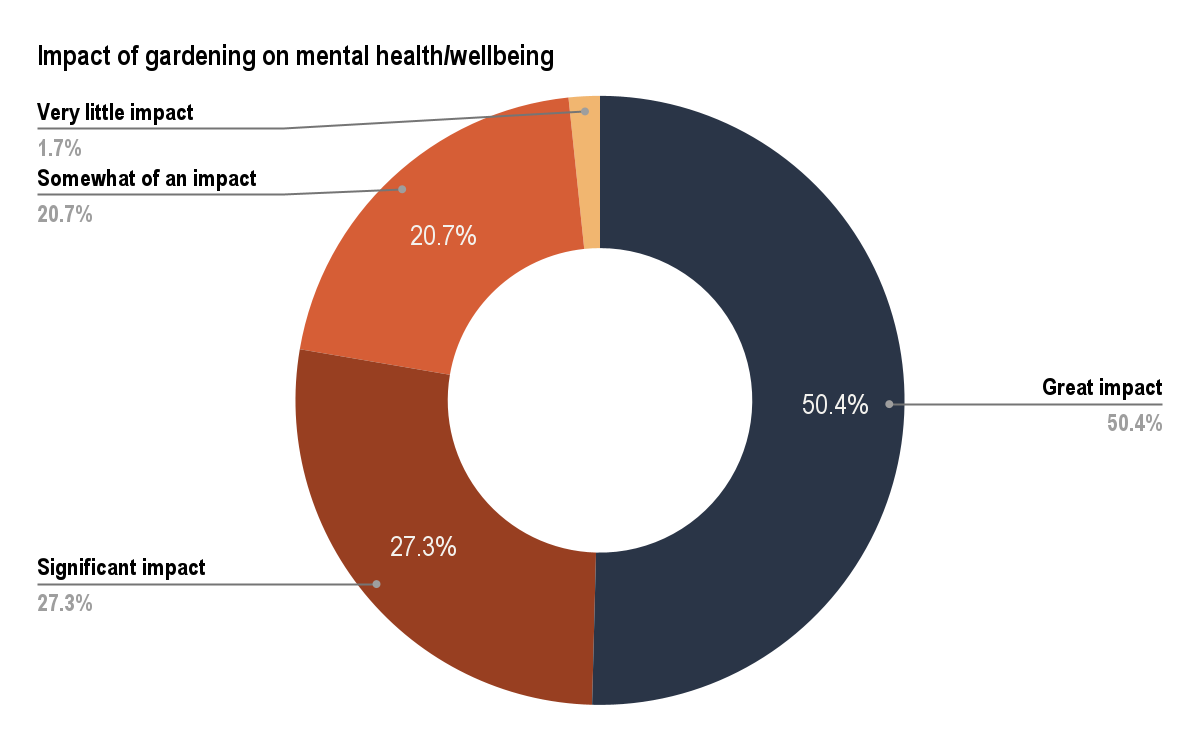 Impact of gardening on mental health/wellbeing
Very little impact
1.7%
Somewhat of an impact
20.7%
20.7%
Great impact
50.4%
50.4%
27.3%
Significant impact
27.3%